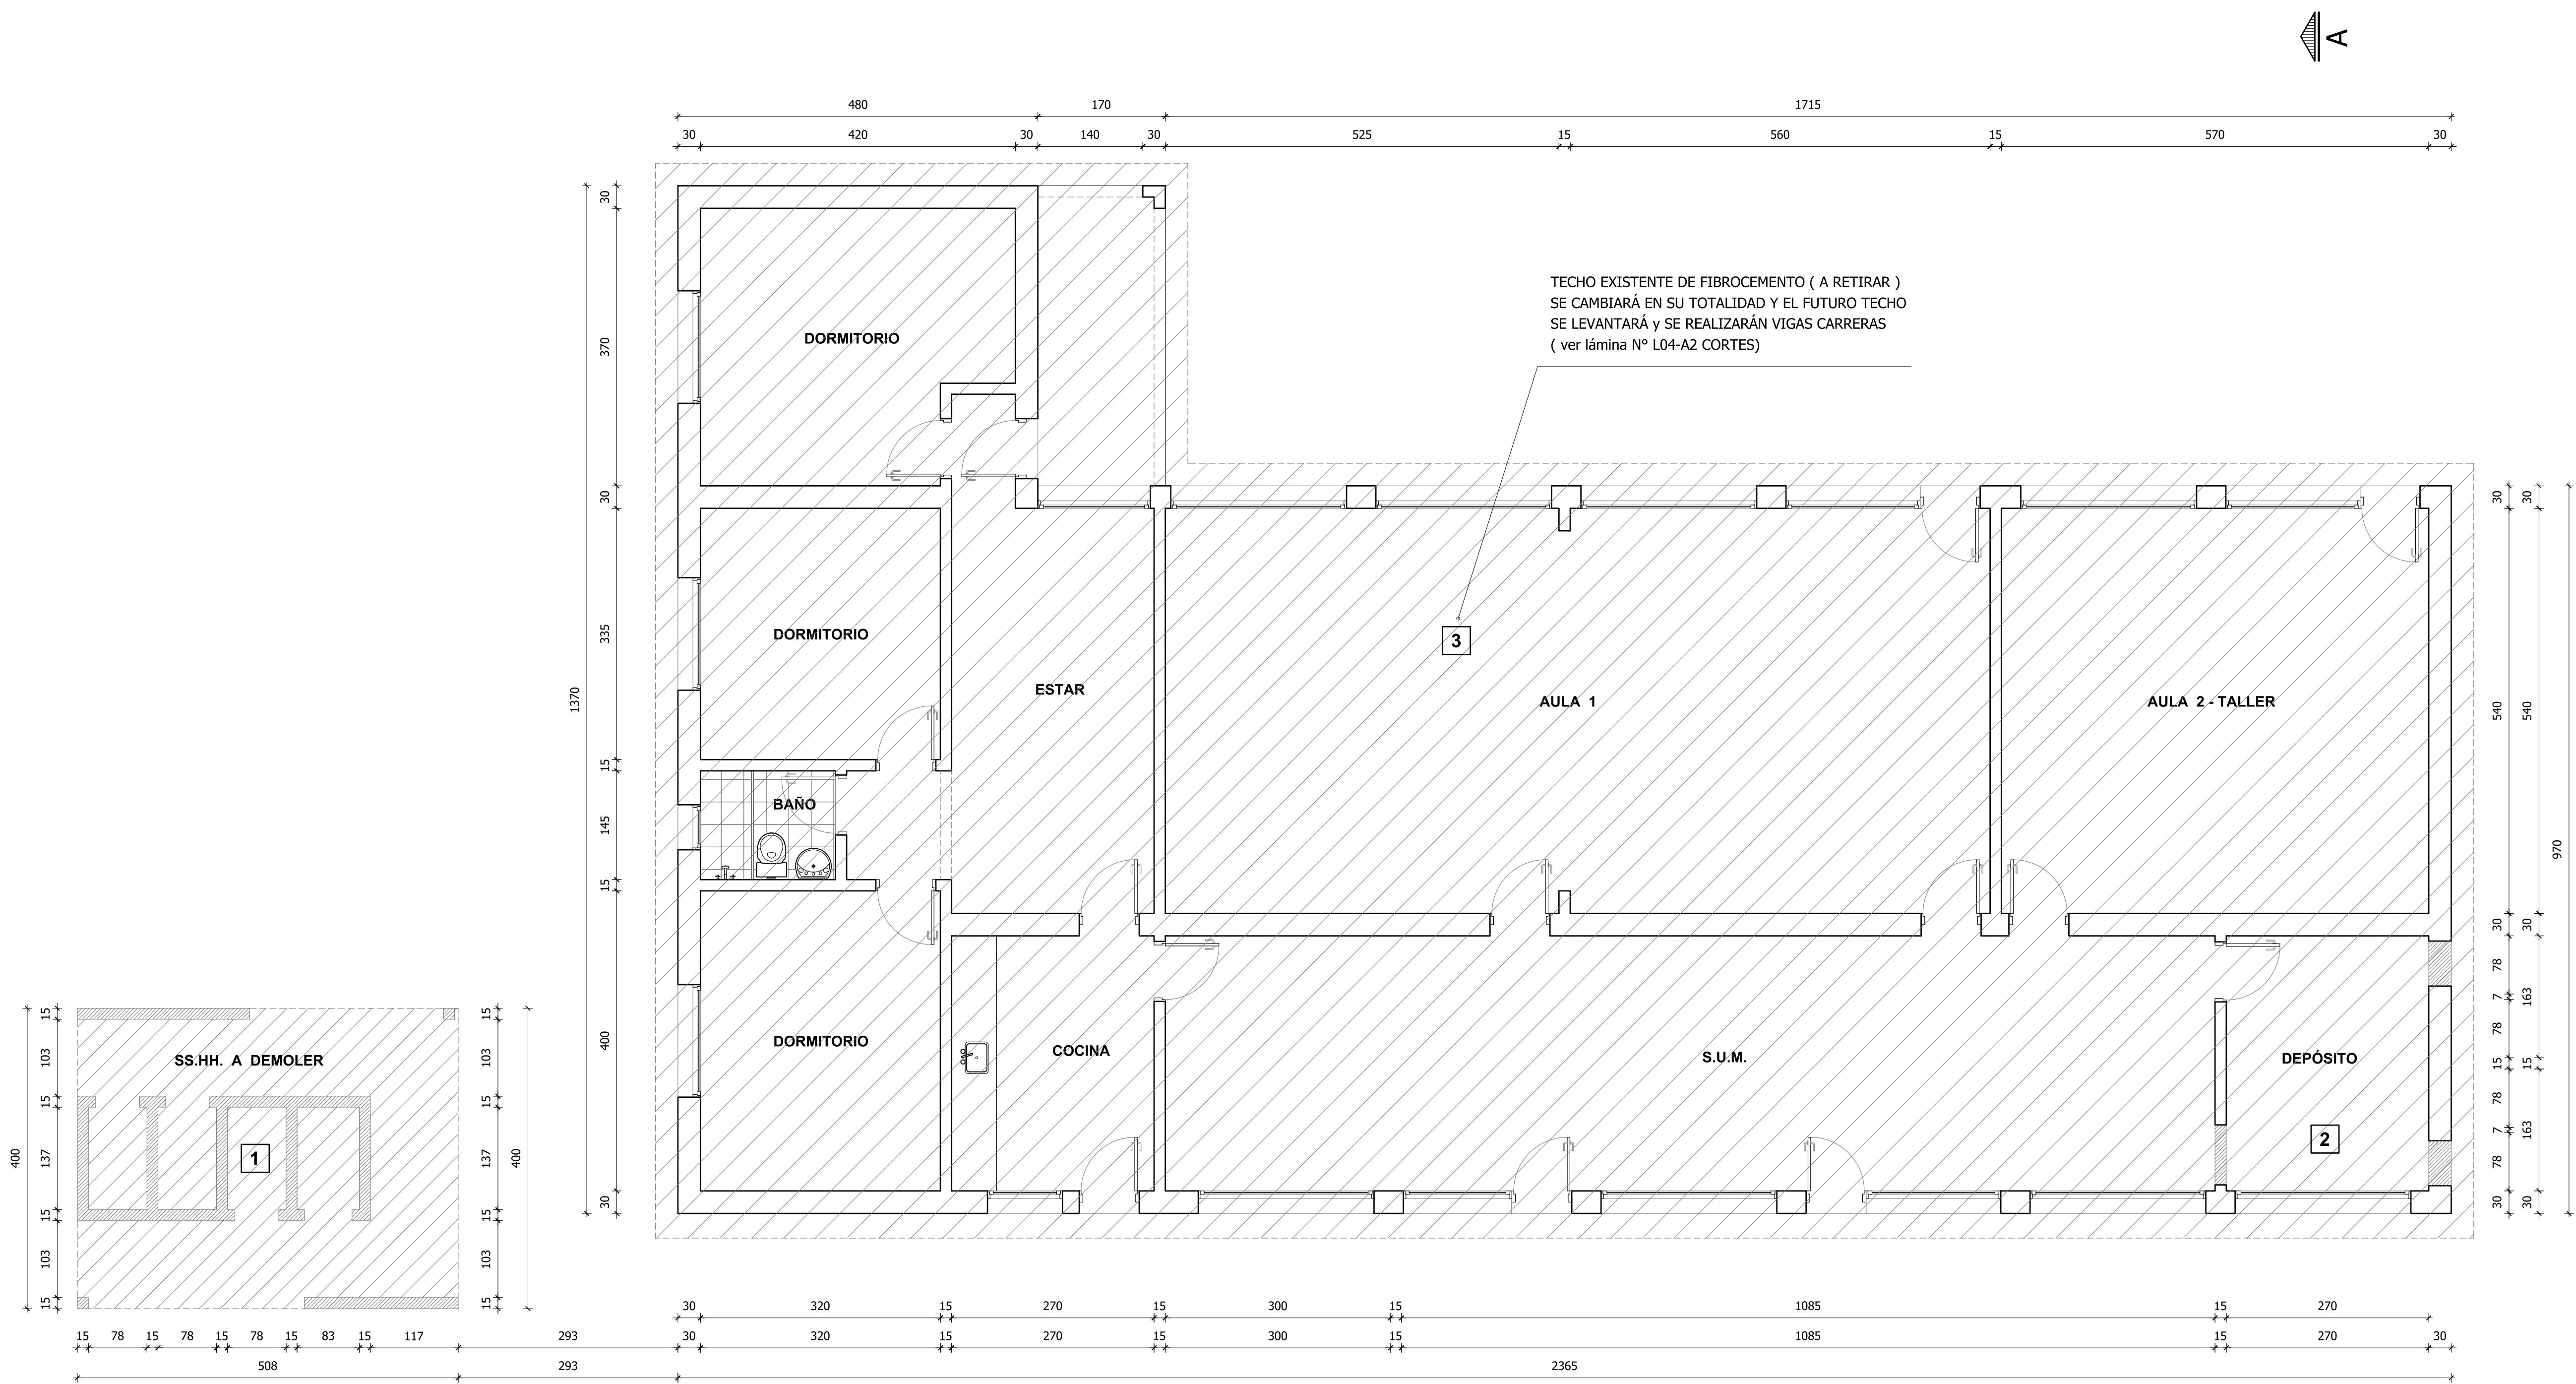 A
480 170 1715
30 420 30 140 30 525 15 560 15 570 30
TECHO EXISTENTE DE FIBROCEMENTO ( A RETIRAR )
SE CAMBIARÁ EN SU TOTALIDAD Y EL FUTURO TECHO
SE LEVANTARÁ y SE REALIZARÁN VIGAS CARRERAS
( ver lámina N° L04-A2 CORTES)
1370
30
370
30
335
15
145
15
400
30
DORMITORIO
DORMITORIO
BAÑO
DORMITORIO
ESTAR
COCINA
3
AULA 1
AULA 2 - TALLER
S.U.M.
DEPÓSITO
2
30
540
30
78
7
78
15
78
7
78
30
30
540
30
163
15
163
30
970
SS.HH. A DEMOLER
1
400
15
103
15
137
15
103
15
15
103
15
137
15
103
15
400
30 320 15 270 15 300 15 1085 15 270
15 78 15 78 15 78 15 83 15 117 293 30 320 15 270 15 300 15 1085 15 270 30
508 293 2365